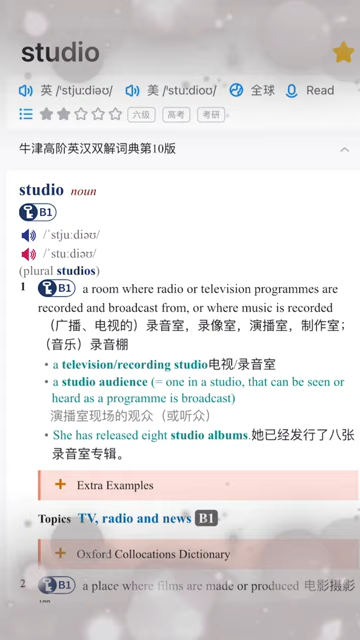 studio
英 /'stjuːdiəʊ/ 美 /'stuːdioʊ/ 全球 Read
六级 高考 考研
牛津高阶英汉双解词典第10版
studio noun
B1
/ˈstjuːdiəʊ/
/ˈstuːdiəʊ/
(plural studios)
1 B1 a room where radio or television programmes are
recorded and broadcast from, or where music is recorded
（广播、电视的）录音室，录像室，演播室，制作室；
（音乐）录音棚
• a television/recording studio电视/录音室
• a studio audience (= one in a studio, that can be seen or
heard as a programme is broadcast)
演播室现场的观众（或听众）
• She has released eight studio albums.她已经发行了八张
录音室专辑。
+ Extra Examples
Topics TV, radio and news B1
+ Oxford Collocations Dictionary
2 B1 a place where films are made or produced 电影摄影